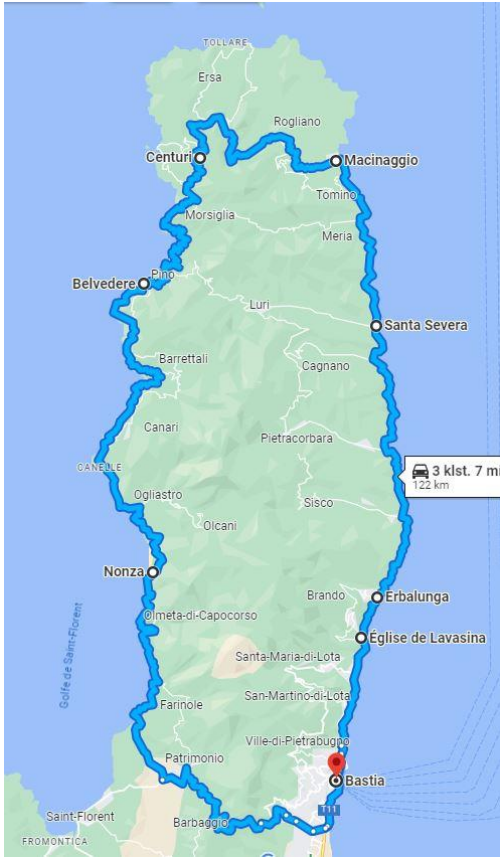 TOLLARE
Ersa
Rogliano
Centuri
Macinaggio
Tomino
Morsiglia
Meria
Belvedere
Pino
Luri
Santa Severa
Barrettali
Cagnano
Canari
Pietracorbara
CANELLE
3 klst. 7 mi
122 km
Ogliastro
Sisco
Olcani
Nonza
Brando
Erbalunga
Olmeta-di-Capocorso
Église de Lavasina
Golfe de Saint-Florent
Santa-Maria-di-Lota
San-Martino-di-Lota
Farinole
Ville-di-Pietrabugno
Patrimonio
Bastia
Saint-Florent
Barbaggio
T11
FROMONTICA